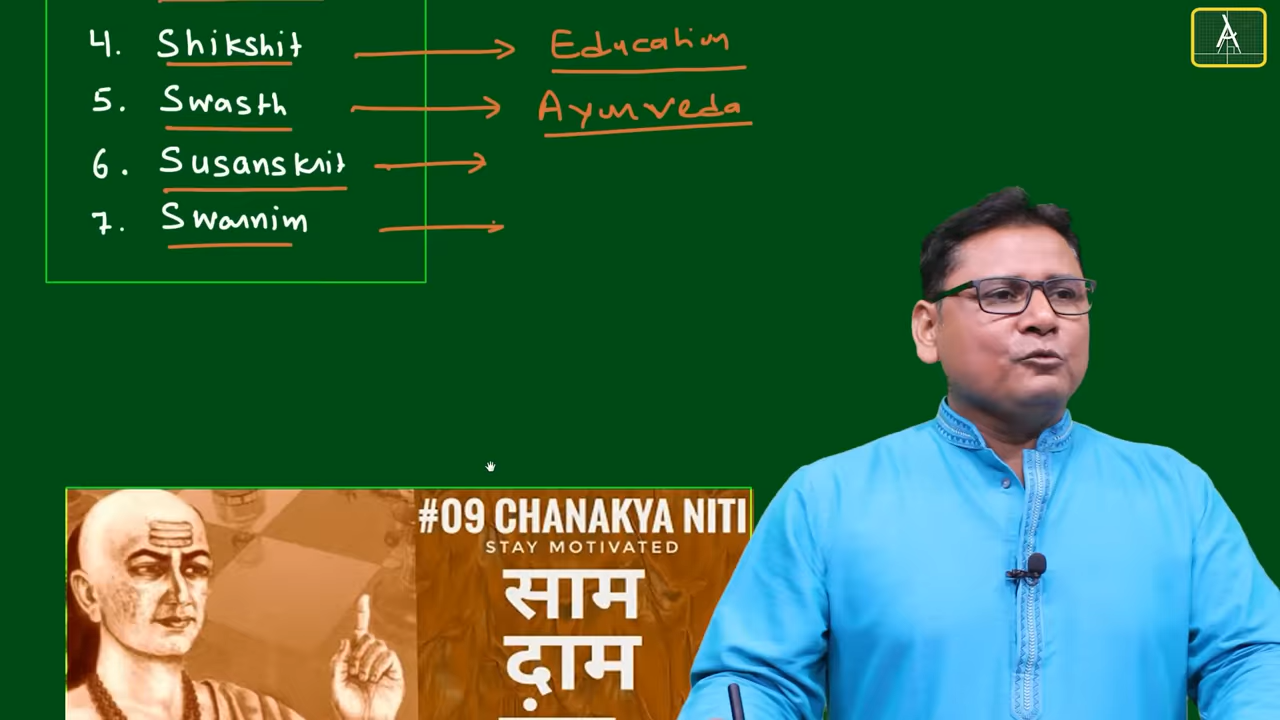 4. Shikshit → Education
5. Swasth → Ayurveda
6. Susanskrit →
7. Swarnim →
#09 CHANAKYA NITI
STAY MOTIVATED
साम
दाम